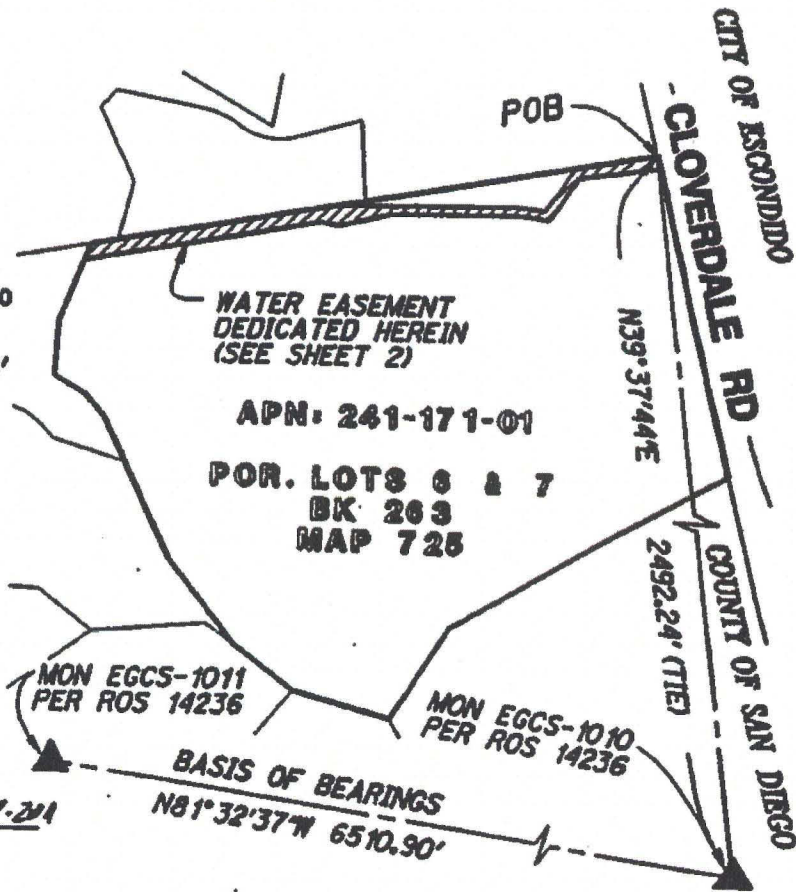 CITY OF ESCONDIDO
POB
CLOVERDALE RD
WATER EASEMENT
DEDICATED HEREIN
(SEE SHEET 2)
N39°37'44"E
APN: 241-171-01
POR. LOTS 6 & 7
BK 263
MAP 725
2492.24' (TIE)
COUNTY OF SAN DIEGO
MON EGCS-1011
PER ROS 14236
MON EGCS-1010
PER ROS 14236
BASIS OF BEARINGS
N81°32'37"W 6510.90'